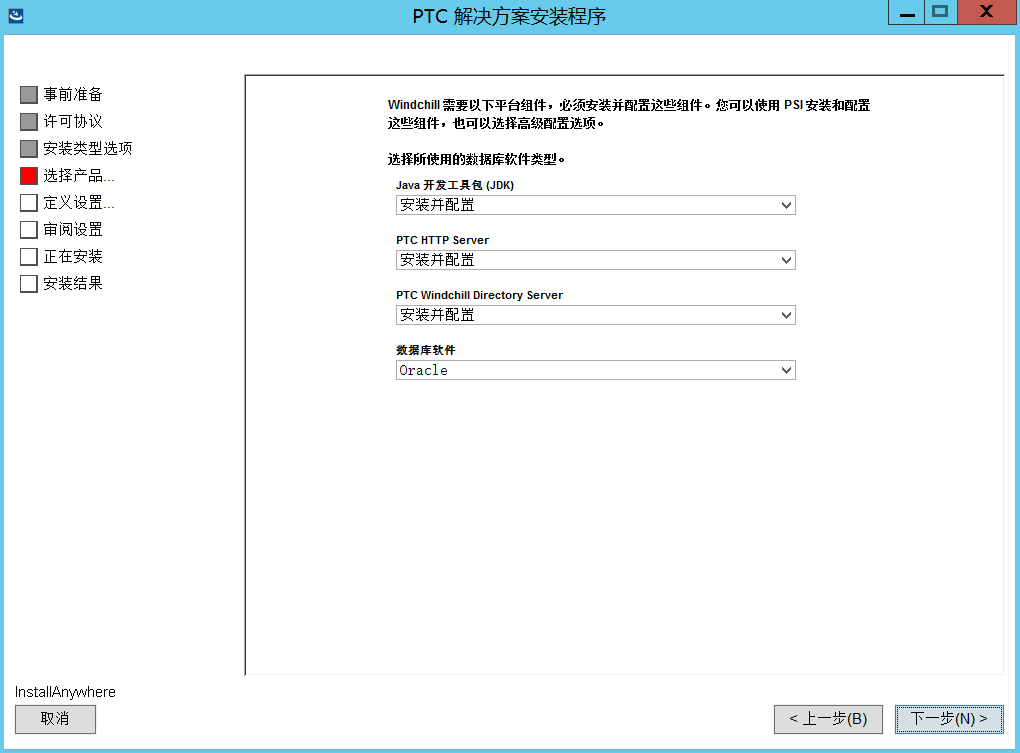 PTC 解决方案安装程序
事前准备
许可协议
安装类型选项
选择产品...
定义设置...
审阅设置
正在安装
安装结果
Windchill 需要以下平台组件，必须安装并配置这些组件。您可以使用 PSI 安装和配置
这些组件，也可以选择高级配置选项。
选择所使用的数据库软件类型。
Java 开发工具包 (JDK)
安装并配置
PTC HTTP Server
安装并配置
PTC Windchill Directory Server
安装并配置
数据库软件
Oracle
InstallAnywhere
取消
< 上一步(B)
下一步(N) >